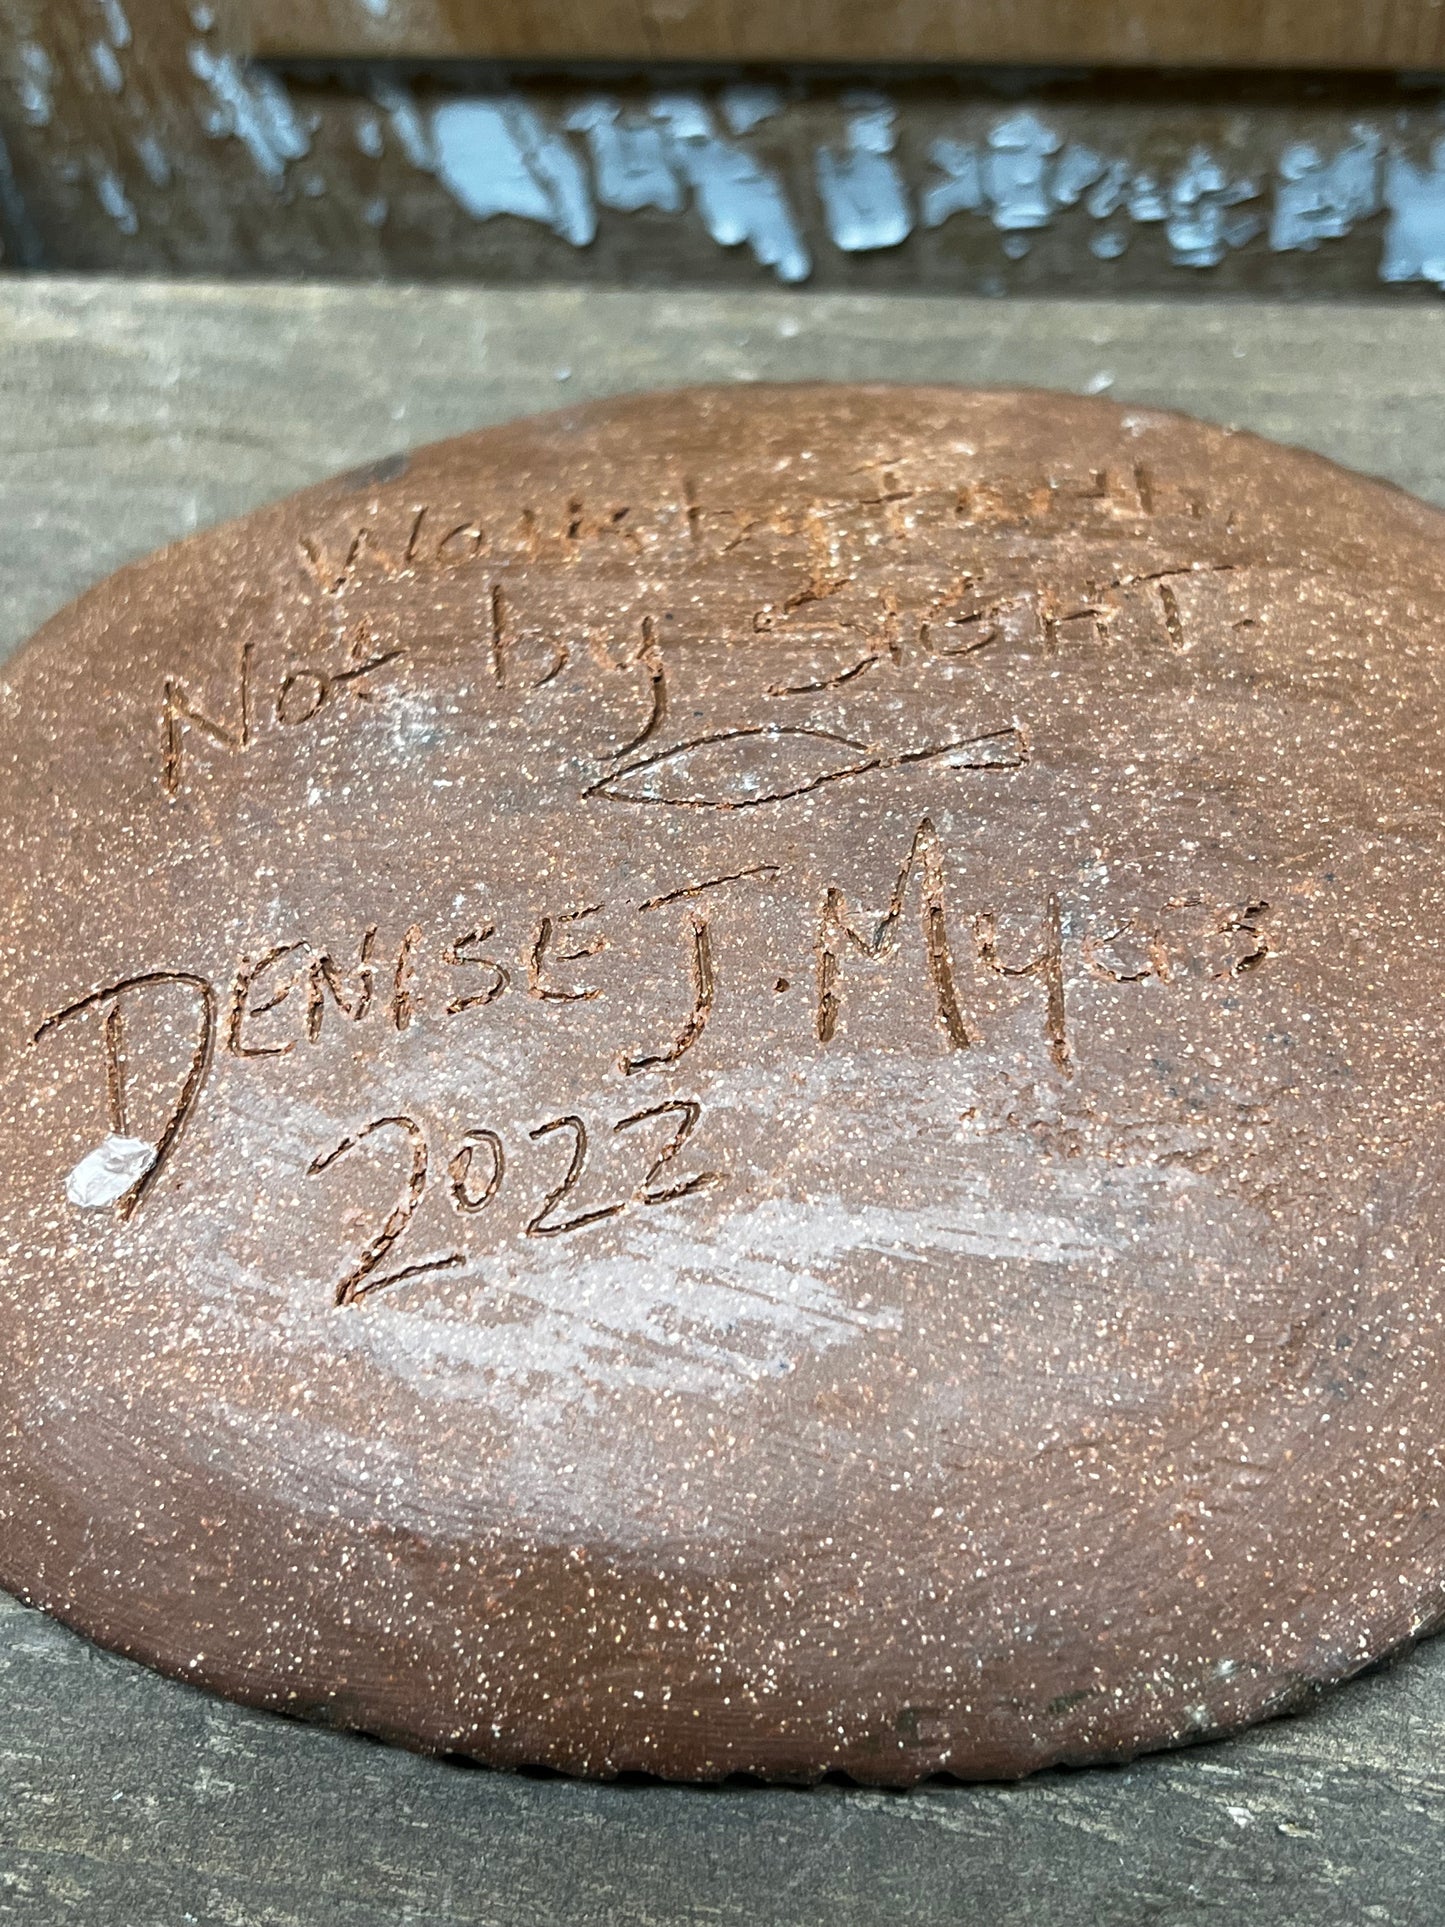 Walk by Faith,
Not by SIGHT.
DENISE J. Myers
2022